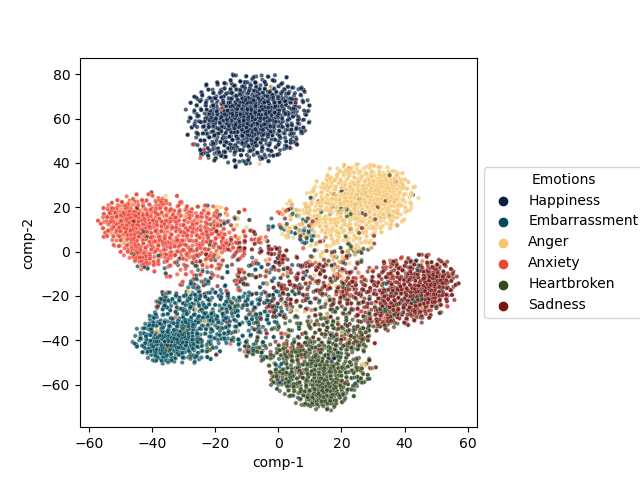 80
60
40
20
0
−20
−40
−60
−60 −40 −20 0 20 40 60
comp-1
comp-2
Emotions
Happiness
Embarrassment
Anger
Anxiety
Heartbroken
Sadness